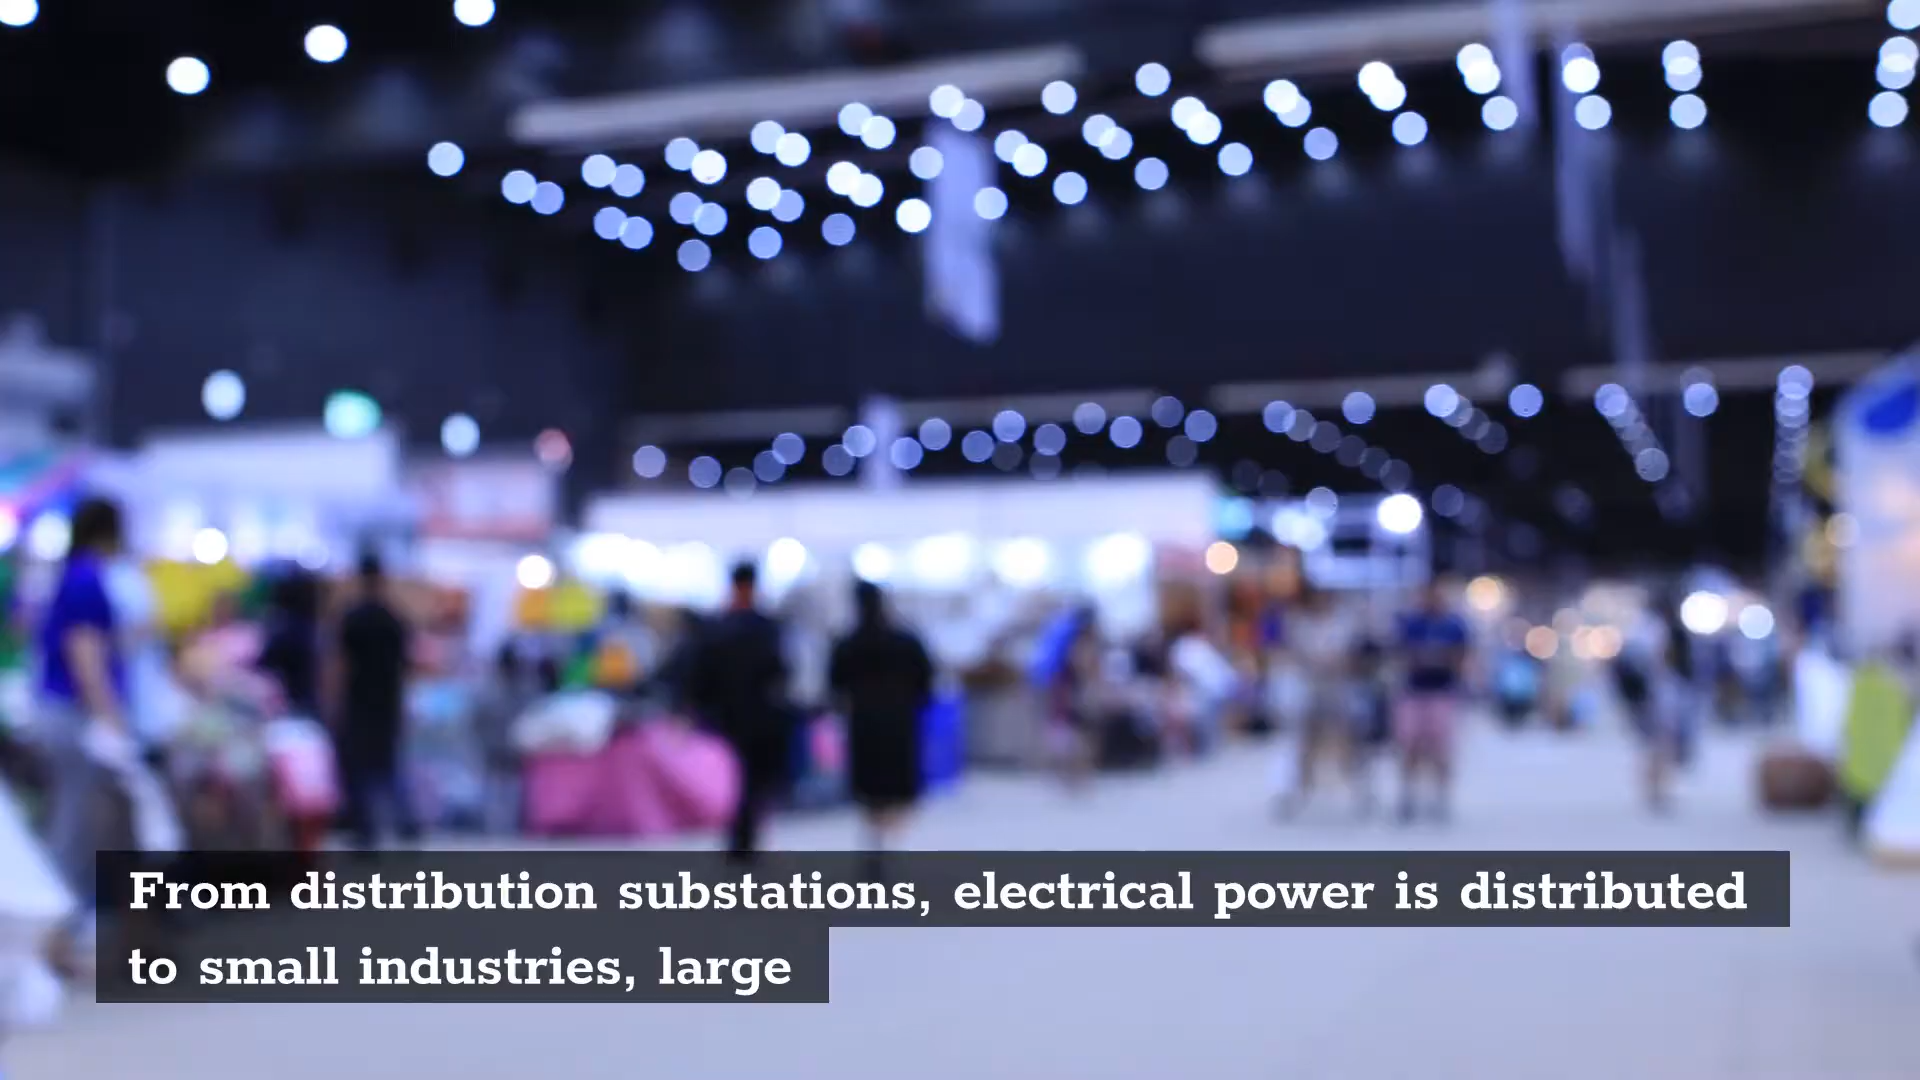 From distribution substations, electrical power is distributed
to small industries, large